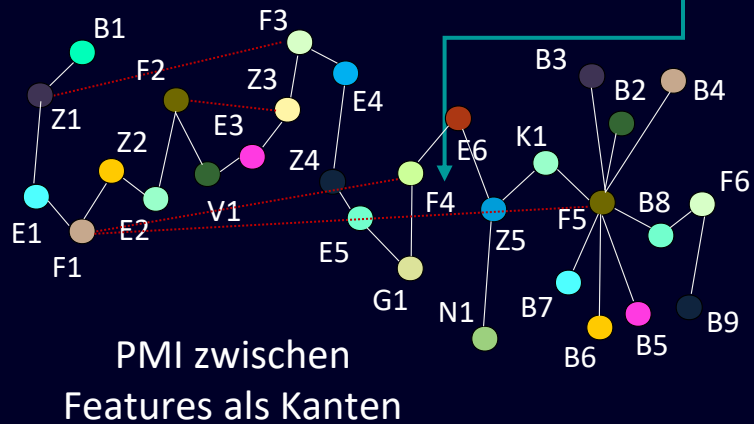 B1
F3
F2
Z3
E4
B3
B2
B4
Z1
Z2
E3
Z4
E6
K1
F6
E1
E2
V1
F4
F5
B8
F1
E5
Z5
G1
N1
B7
B6
B5
B9
PMI zwischen
Features als Kanten